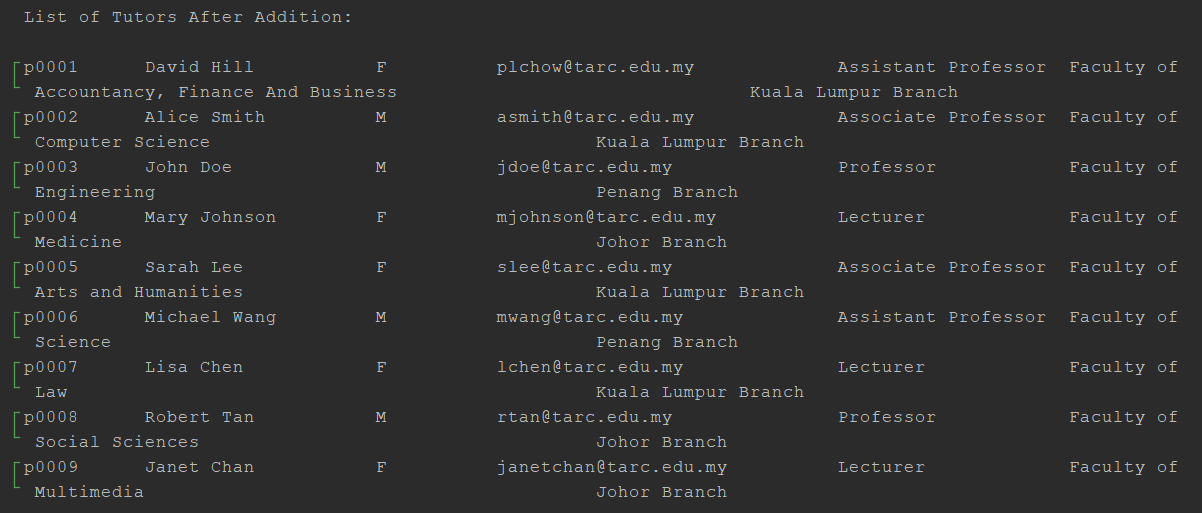 List of Tutors After Addition:
p0001 David Hill F plchow@tarc.edu.my Assistant Professor Faculty of
Accountancy, Finance And Business Kuala Lumpur Branch
p0002 Alice Smith M asmith@tarc.edu.my Associate Professor Faculty of
Computer Science Kuala Lumpur Branch
p0003 John Doe M jdoe@tarc.edu.my Professor Faculty of
Engineering Penang Branch
p0004 Mary Johnson F mjohnson@tarc.edu.my Lecturer Faculty of
Medicine Johor Branch
p0005 Sarah Lee F slee@tarc.edu.my Associate Professor Faculty of
Arts and Humanities Kuala Lumpur Branch
p0006 Michael Wang M mwang@tarc.edu.my Assistant Professor Faculty of
Science Penang Branch
p0007 Lisa Chen F lchen@tarc.edu.my Lecturer Faculty of
Law Kuala Lumpur Branch
p0008 Robert Tan M rtan@tarc.edu.my Professor Faculty of
Social Sciences Johor Branch
p0009 Janet Chan F janetchan@tarc.edu.my Lecturer Faculty of
Multimedia Johor Branch